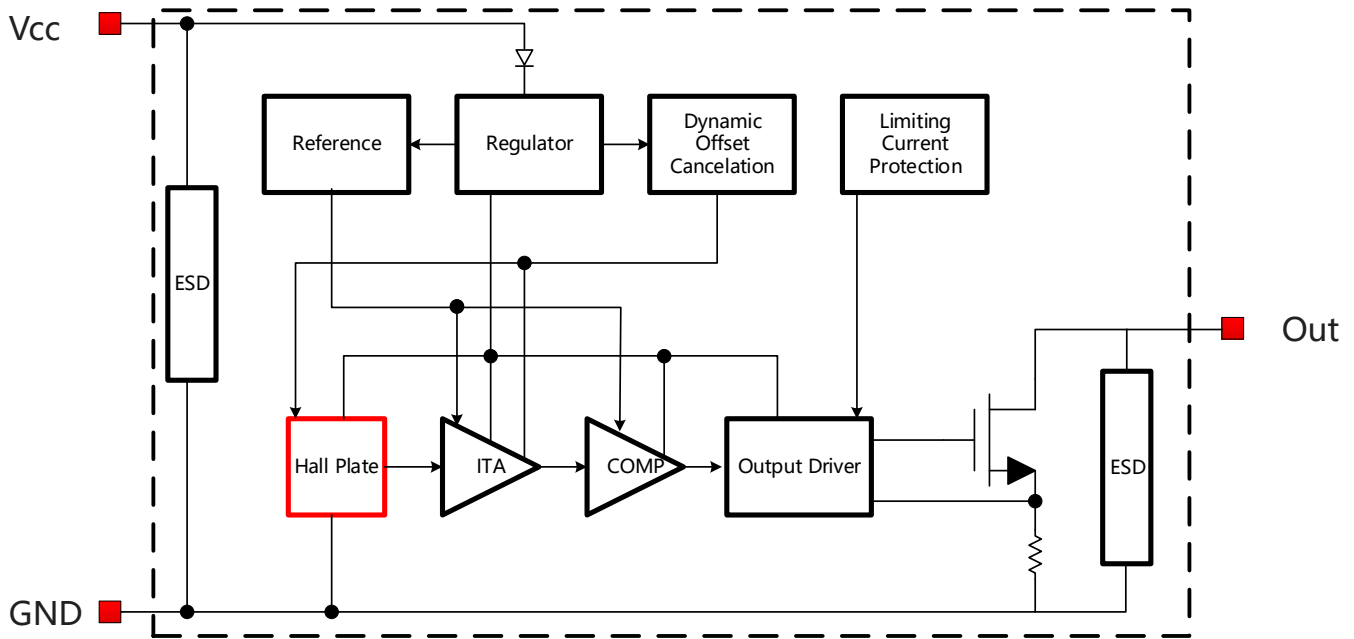 Vcc
Reference
Regulator
Dynamic
Offset
Cancelation
Limiting
Current
Protection
ESD
Out
Hall Plate
ITA
COMP
Output Driver
ESD
GND